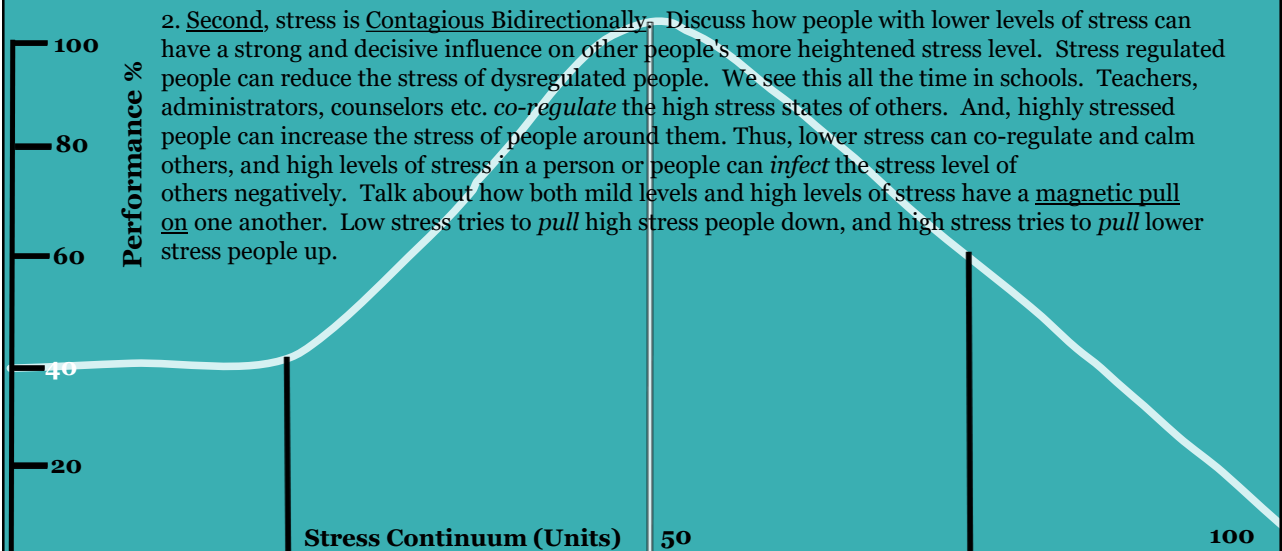 2. Second, stress is Contagious Bidirectionally. Discuss how people with lower levels of stress can
have a strong and decisive influence on other people's more heightened stress level. Stress regulated
people can reduce the stress of dysregulated people. We see this all the time in schools. Teachers,
administrators, counselors etc. co-regulate the high stress states of others. And, highly stressed
people can increase the stress of people around them. Thus, lower stress can co-regulate and calm
others, and high levels of stress in a person or people can infect the stress level of
others negatively. Talk about how both mild levels and high levels of stress have a magnetic pull
on one another. Low stress tries to pull high stress people down, and high stress tries to pull lower
stress people up.
Performance %
100
80
60
40
20
Stress Continuum (Units)
50
100